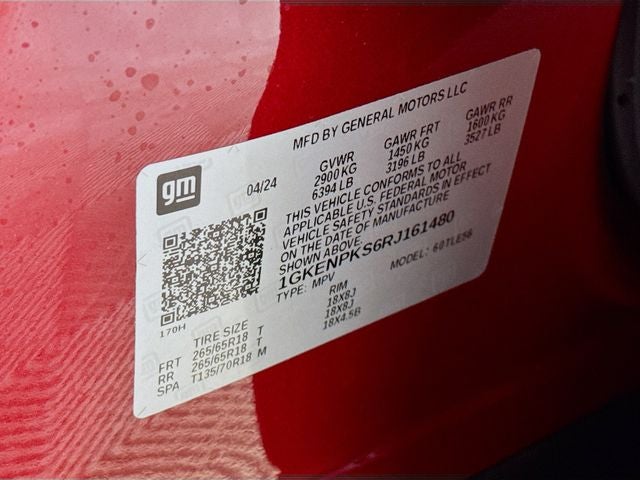 MFD BY GENERAL MOTORS LLC
gm
04/24
GVWR GAWR FRT GAWR RR
2900 KG 1450 KG 1600 KG
6394 LB 3196 LB 3527 LB
THIS VEHICLE CONFORMS TO ALL
APPLICABLE U.S. FEDERAL MOTOR
VEHICLE SAFETY STANDARDS IN EFFECT
ON THE DATE OF MANUFACTURE
SHOWN ABOVE.
1GKENPKS6RJ161480
TYPE: MPV MODEL:
170H
TIRE SIZE RIM
FRT 265/65R18 T 18X8J
RR 265/65R18 T 18X8J
SPA T135/70R18 M 18X4.5B